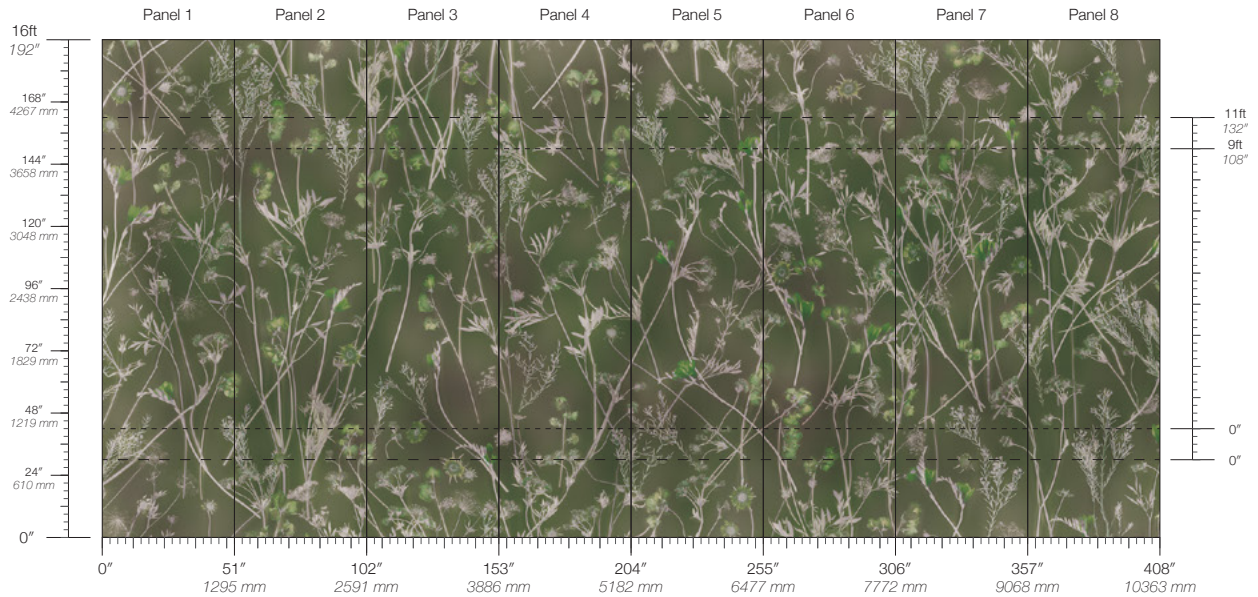 Panel 1
Panel 2
Panel 3
Panel 4
Panel 5
Panel 6
Panel 7
Panel 8
16ft
192″
168″
4267 mm
144″
3658 mm
120″
3048 mm
96″
2438 mm
72″
1829 mm
48″
1219 mm
24″
610 mm
0″
11ft
132″
9ft
108″
0″
0″
0″
51″
102″
153″
204″
255″
306″
357″
408″
1295 mm
2591 mm
3886 mm
5182 mm
6477 mm
7772 mm
9068 mm
10363 mm